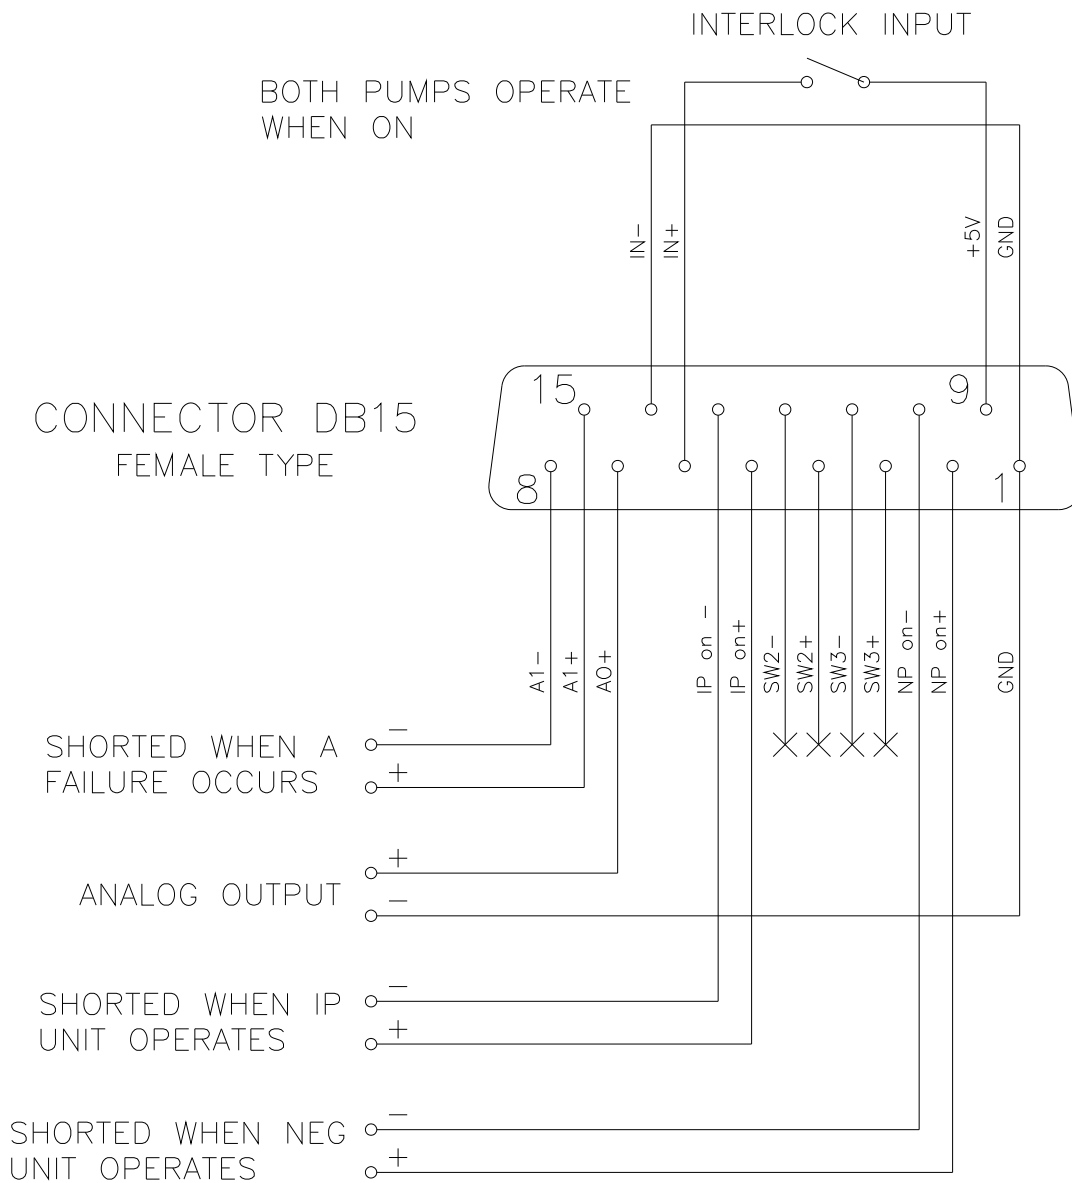 INTERLOCK INPUT
BOTH PUMPS OPERATE
WHEN ON
IN-
IN+
+5V
GND
15
9
CONNECTOR DB15
FEMALE TYPE
8
1
A1-
A1+
AO+
IP on -
IP on+
SW2-
SW2+
SW3-
SW3+
NP on-
NP on+
GND
SHORTED WHEN A
FAILURE OCCURS
-
+
ANALOG OUTPUT
+
-
SHORTED WHEN IP
UNIT OPERATES
-
+
SHORTED WHEN NEG
UNIT OPERATES
-
+